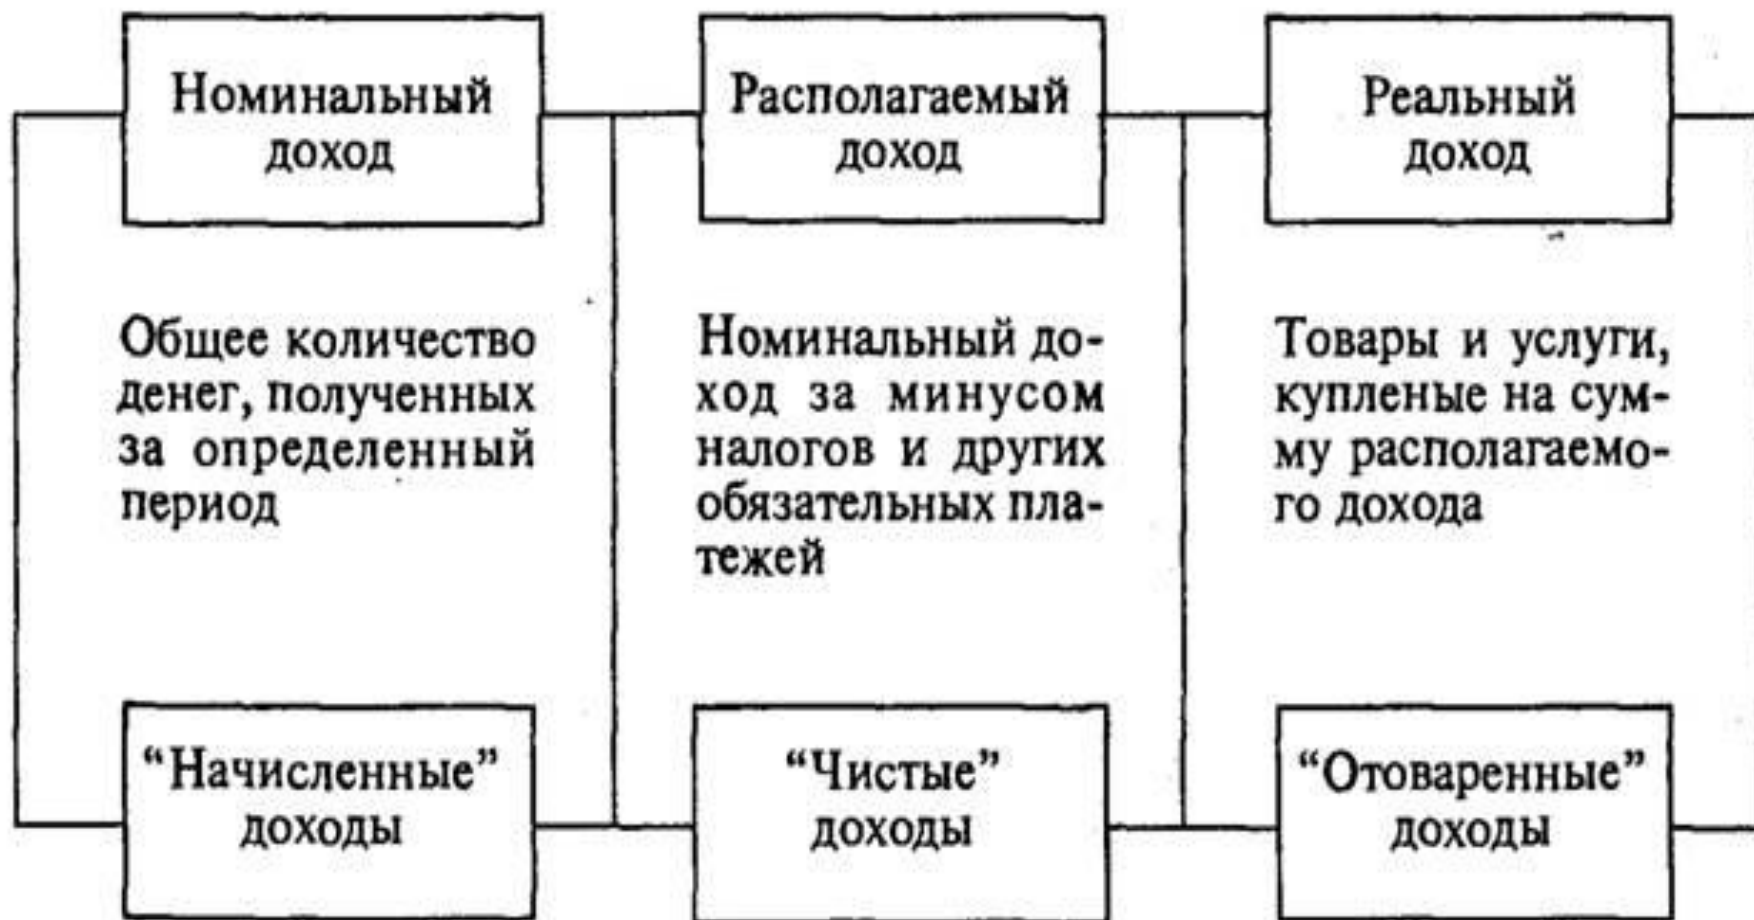 Номинальный
доход
Располагаемый
доход
Реальный
доход
Общее количество
денег, полученных
за определенный
период
Номинальный до-
ход за минусом
налогов и других
обязательных пла-
тежей
Товары и услуги,
купленые на сум-
му располагаемо-
го дохода
“Начисленные”
доходы
“Чистые”
доходы
“Отоваренные”
доходы